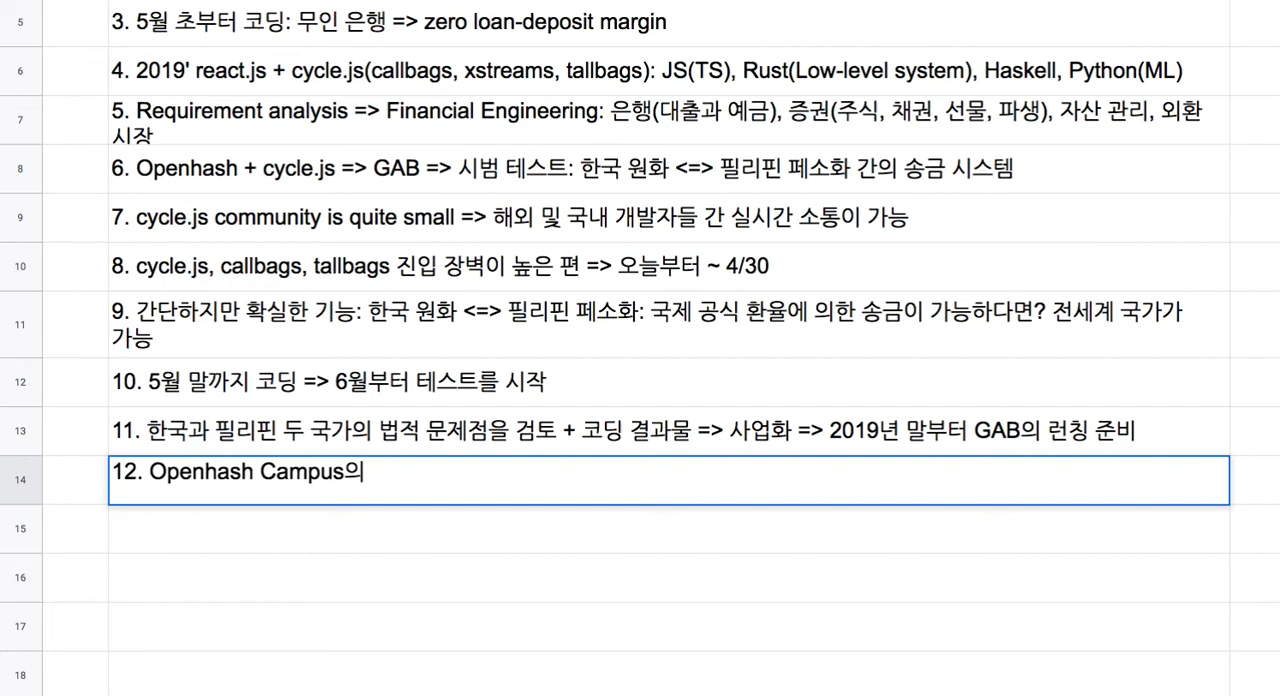 5
3. 5월 초부터 코딩: 무인 은행 => zero loan-deposit margin
6
4. 2019' react.js + cycle.js(callbags, xstreams, tallbags): JS(TS), Rust(Low-level system), Haskell, Python(ML)
7
5. Requirement analysis => Financial Engineering: 은행(대출과 예금), 증권(주식, 채권, 선물, 파생), 자산 관리, 외환
시장
8
6. Openhash + cycle.js => GAB => 시범 테스트: 한국 원화 <=> 필리핀 페소화 간의 송금 시스템
9
7. cycle.js community is quite small => 해외 및 국내 개발자들 간 실시간 소통이 가능
10
8. cycle.js, callbags, tallbags 진입 장벽이 높은 편 => 오늘부터 ~ 4/30
11
9. 간단하지만 확실한 기능: 한국 원화 <=> 필리핀 페소화: 국제 공식 환율에 의한 송금이 가능하다면? 전세계 국가가
가능
12
10. 5월 말까지 코딩 => 6월부터 테스트를 시작
13
11. 한국과 필리핀 두 국가의 법적 문제점을 검토 + 코딩 결과물 => 사업화 => 2019년 말부터 GAB의 런칭 준비
14
12. Openhash Campus의
15
16
17
18